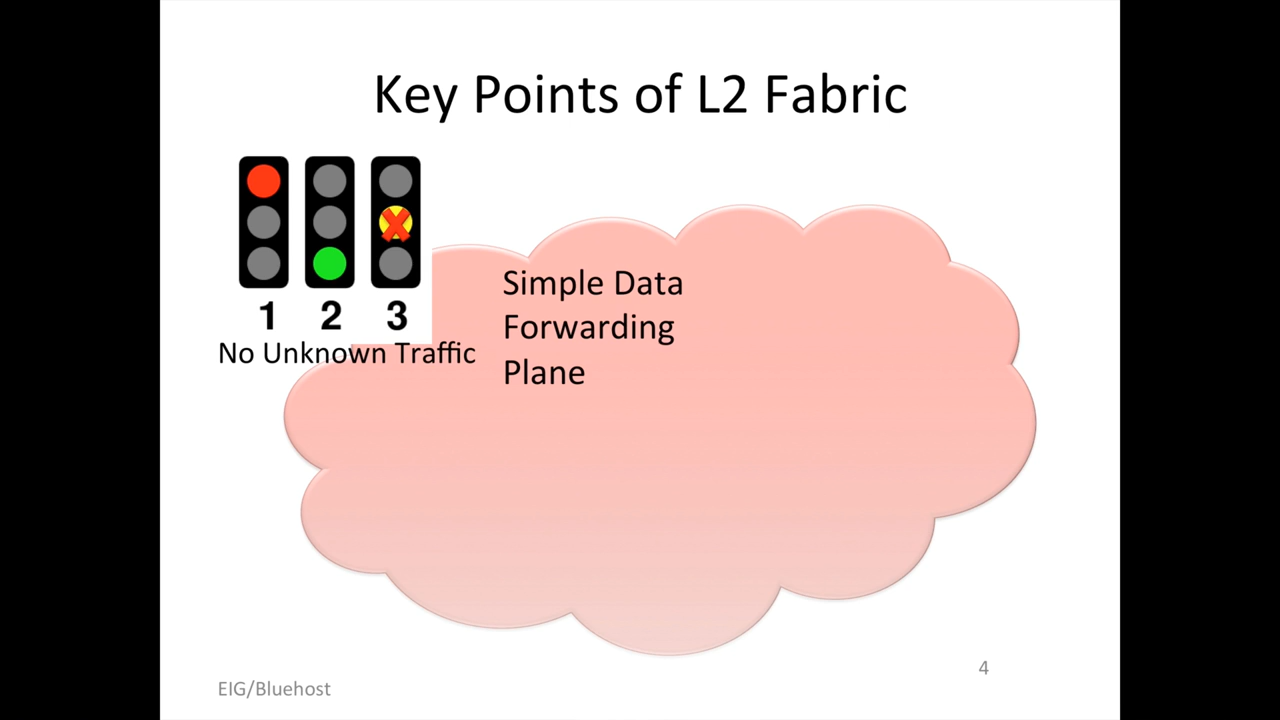 Key Points of L2 Fabric
1 2 3
No Unknown Traffic
Simple Data
Forwarding
Plane
4
EIG/Bluehost